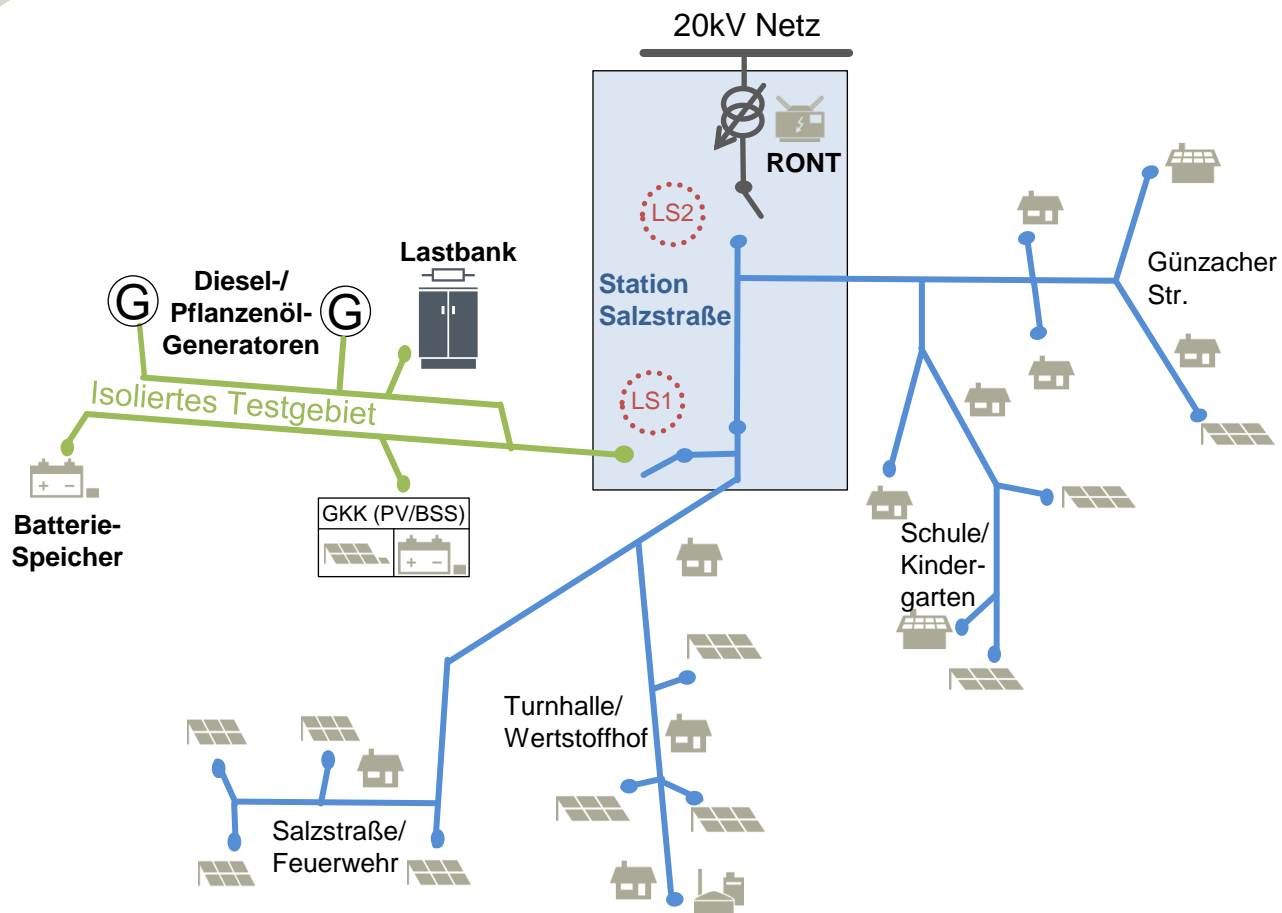 20kV Netz
RONT
LS2
Lastbank
Diesel-/
Pflanzenöl-
Generatoren
G
G
Station
Salzstraße
Günzacher
Str.
Isoliertes Testgebiet
LS1
Batterie-
Speicher
GKK (PV/BSS)
Schule/
Kinder-
garten
Turnhalle/
Wertstoffhof
Salzstraße/
Feuerwehr